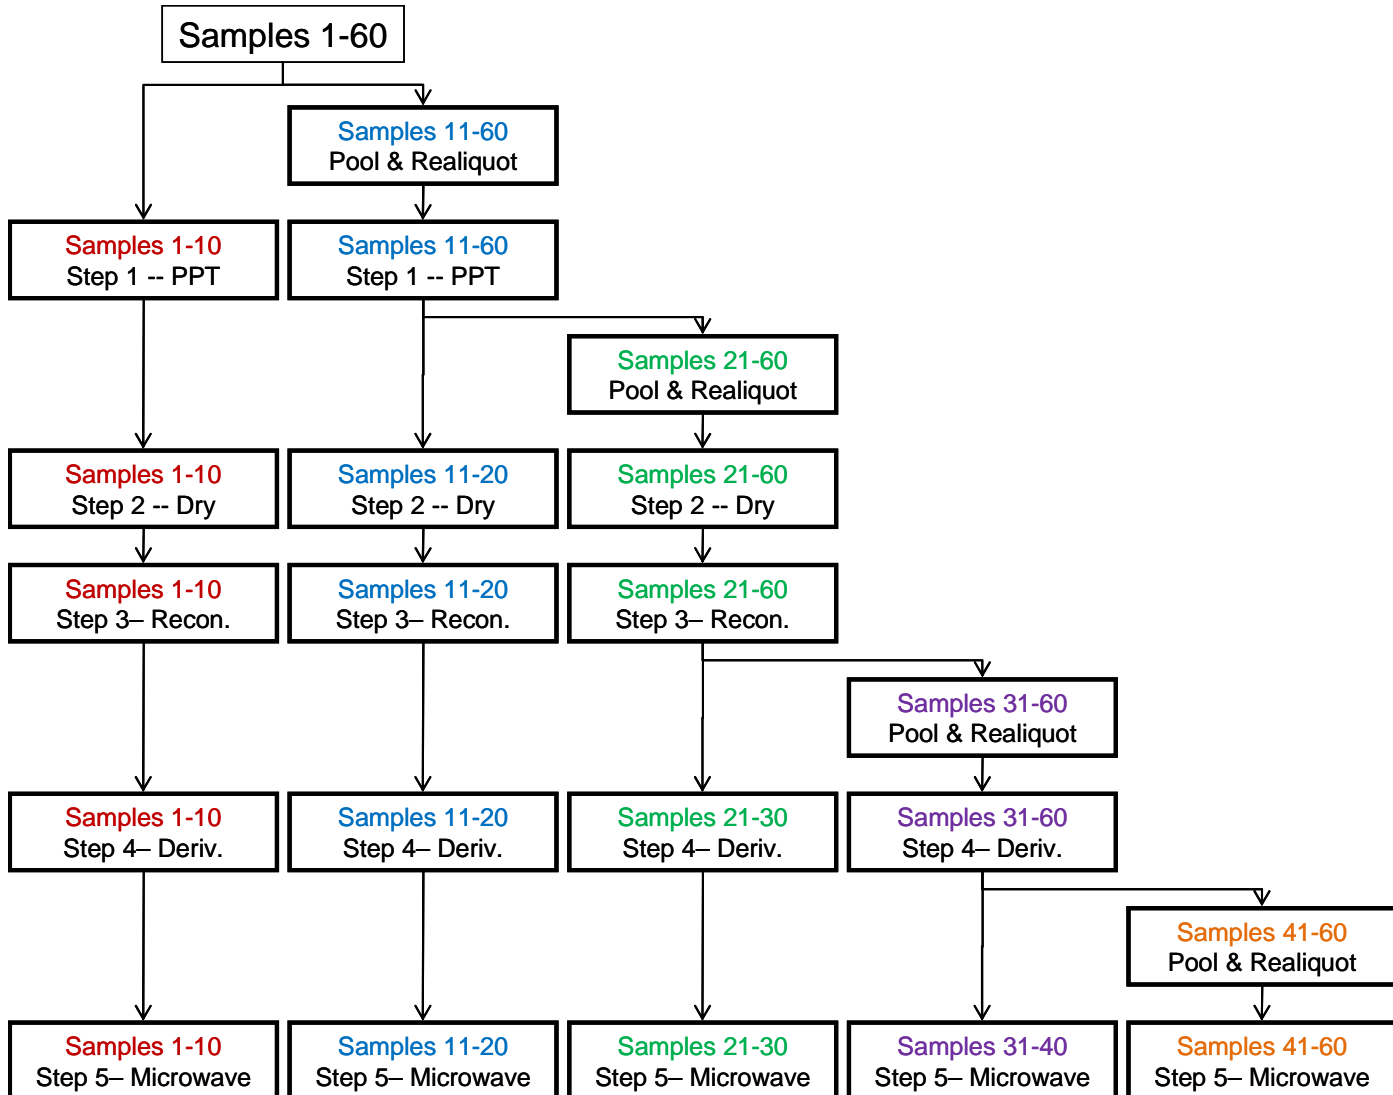 Samples 1-60
Samples 11-60
Pool & Realiquot
Samples 1-10
Step 1 -- PPT
Samples 11-60
Step 1 -- PPT
Samples 21-60
Pool & Realiquot
Samples 1-10
Step 2 -- Dry
Samples 11-20
Step 2 -- Dry
Samples 21-60
Step 2 -- Dry
Samples 1-10
Step 3– Recon.
Samples 11-20
Step 3– Recon.
Samples 21-60
Step 3– Recon.
Samples 31-60
Pool & Realiquot
Samples 1-10
Step 4– Deriv.
Samples 11-20
Step 4– Deriv.
Samples 21-30
Step 4– Deriv.
Samples 31-60
Step 4– Deriv.
Samples 41-60
Pool & Realiquot
Samples 1-10
Step 5– Microwave
Samples 11-20
Step 5– Microwave
Samples 21-30
Step 5– Microwave
Samples 31-40
Step 5– Microwave
Samples 41-60
Step 5– Microwave